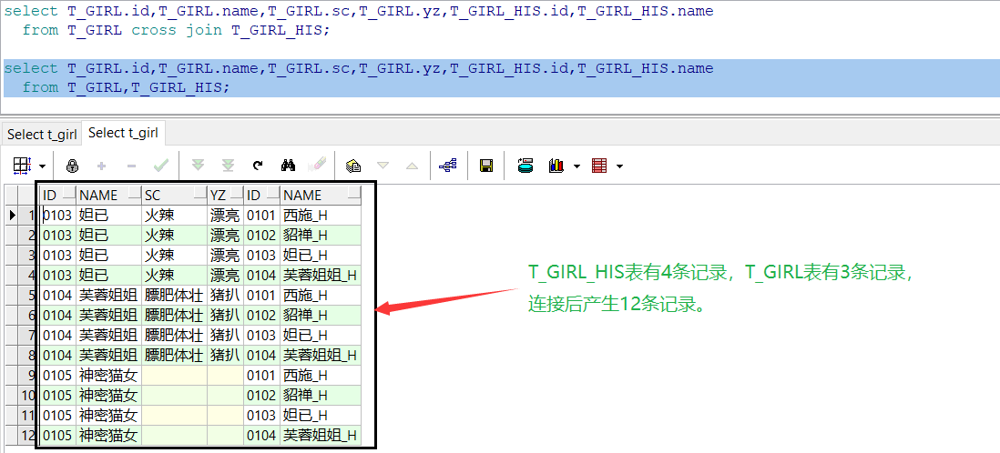 select T_GIRL.id,T_GIRL.name,T_GIRL.sc,T_GIRL.yz,T_GIRL_HIS.id,T_GIRL_HIS.name
from T_GIRL cross join T_GIRL_HIS;
select T_GIRL.id,T_GIRL.name,T_GIRL.sc,T_GIRL.yz,T_GIRL_HIS.id,T_GIRL_HIS.name
from T_GIRL,T_GIRL_HIS;
Select t_girl Select t_girl
ID NAME SC YZ ID NAME
1 0103 妲已 火辣 漂亮 0101 西施_H
2 0103 妲已 火辣 漂亮 0102 貂禅_H
3 0103 妲已 火辣 漂亮 0103 妲已_H
4 0103 妲已 火辣 漂亮 0104 芙蓉姐姐_H
5 0104 芙蓉姐姐 膘肥体壮 猪扒 0101 西施_H
6 0104 芙蓉姐姐 膘肥体壮 猪扒 0102 貂禅_H
7 0104 芙蓉姐姐 膘肥体壮 猪扒 0103 妲已_H
8 0104 芙蓉姐姐 膘肥体壮 猪扒 0104 芙蓉姐姐_H
9 0105 神密猫女 0101 西施_H
10 0105 神密猫女 0102 貂禅_H
11 0105 神密猫女 0103 妲已_H
12 0105 神密猫女 0104 芙蓉姐姐_H
T_GIRL_HIS表有4条记录，T_GIRL表有3条记录，
连接后产生12条记录。